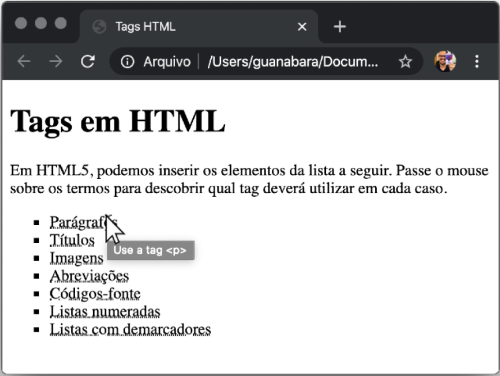 Tags HTML
Arquivo | /Users/guanabara/Docum...
Tags em HTML
Em HTML5, podemos inserir os elementos da lista a seguir. Passe o mouse
sobre os termos para descobrir qual tag deverá utilizar em cada caso.
Parágrafos
Títulos
Use a tag <p>
Imagens
Abreviações
Códigos-fonte
Listas numeradas
Listas com demarcadores